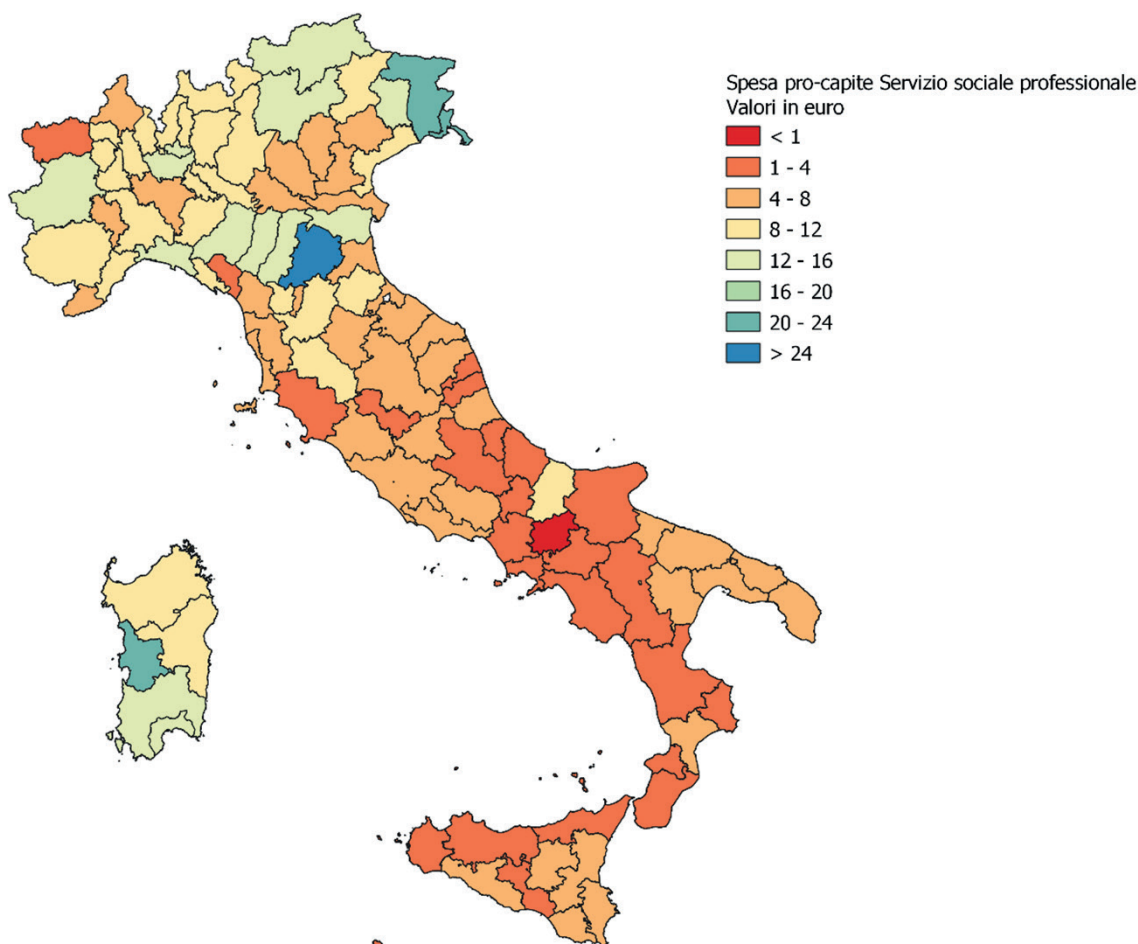 Spesa pro-capite Servizio sociale professionale
Valori in euro
< 1
1 - 4
4 - 8
8 - 12
12 - 16
16 - 20
20 - 24
> 24